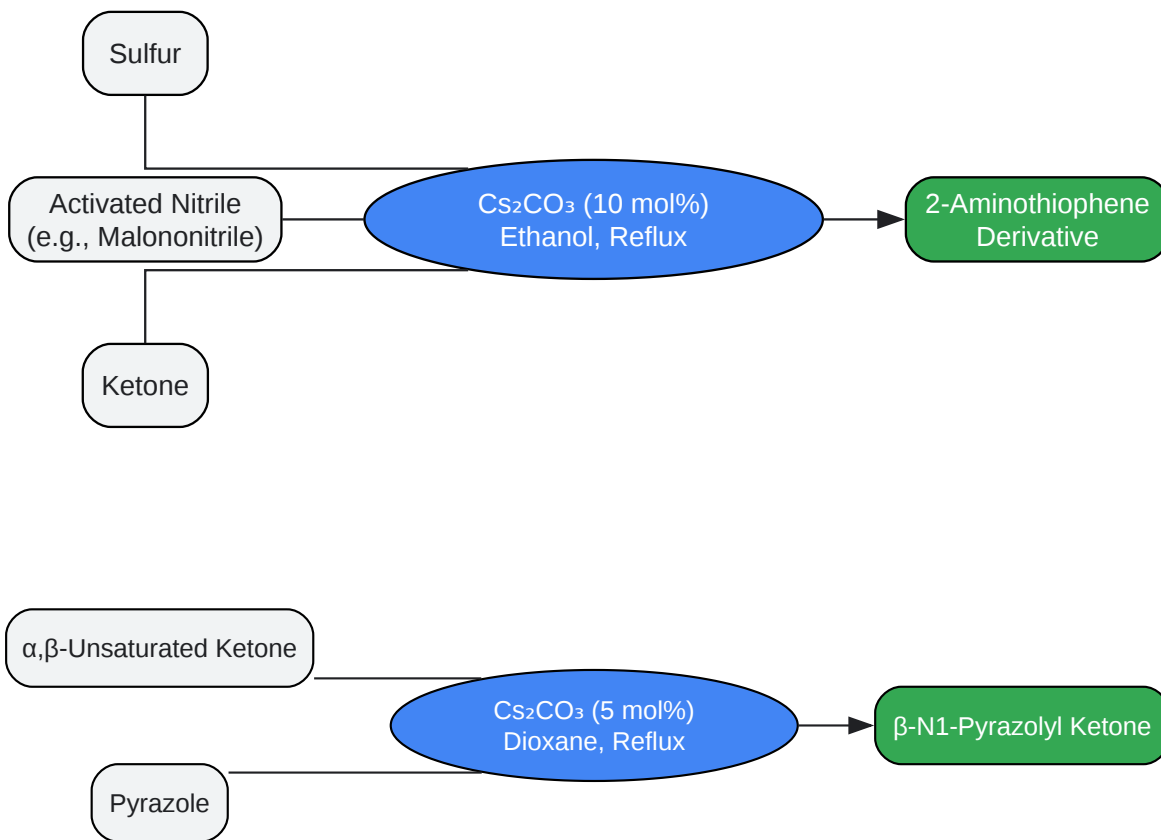 Sulfur
Activated Nitrile
(e.g., Malononitrile)
Cs₂CO₃ (10 mol%)
Ethanol, Reflux
2-Aminothiophene
Derivative
Ketone
α,β-Unsaturated Ketone
Cs₂CO₃ (5 mol%)
Dioxane, Reflux
β-N1-Pyrazolyl Ketone
Pyrazole